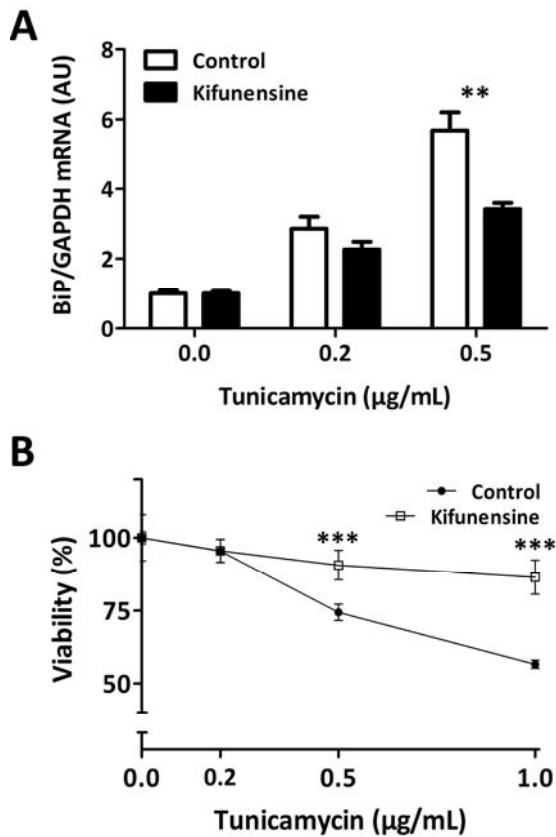 A
BiP/GAPDH mRNA (AU)
8
6
4
2
0
Control
Kifunensine
**
0.0 0.2 0.5
Tunicamycin (µg/mL)
B
Viability (%)
100
75
50
Control
Kifunensine
*** ***
0.0 0.2 0.5 1.0
Tunicamycin (µg/mL)